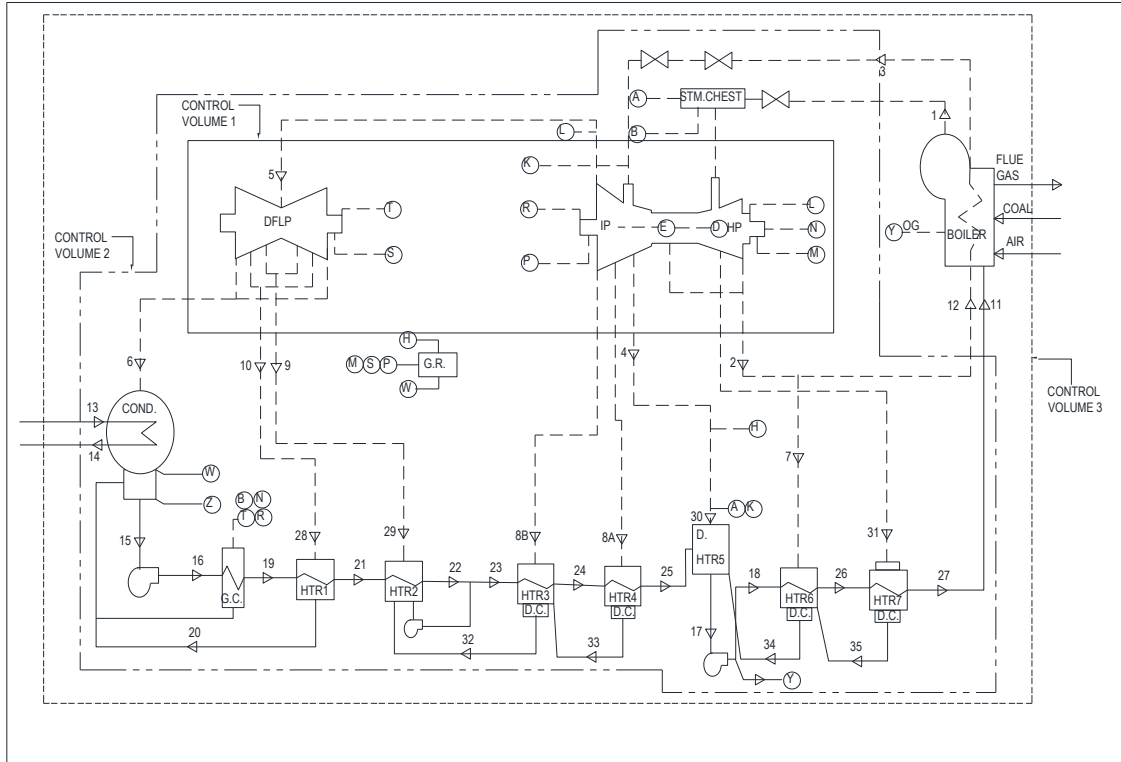 CONTROL
VOLUME 1
CONTROL
VOLUME 2
CONTROL
VOLUME 3
3
A
STM.CHEST
L
B
1
K
5
FLUE
GAS
COAL
AIR
BOILER
Y
OG
DFLP
T
S
R
P
IP
E
D
HP
L
N
M
12
11
6
10
9
H
M
S
P
G.R.
W
4
2
13
14
COND.
W
Z
B
N
T
R
H
7
A
K
15
16
G.C.
19
28
HTR1
21
29
HTR2
22
23
8B
HTR3
D.C.
24
8A
HTR4
D.C.
25
30
D.
HTR5
18
HTR6
D.C.
26
31
HTR7
D.C.
27
17
20
32
33
34
35
Y